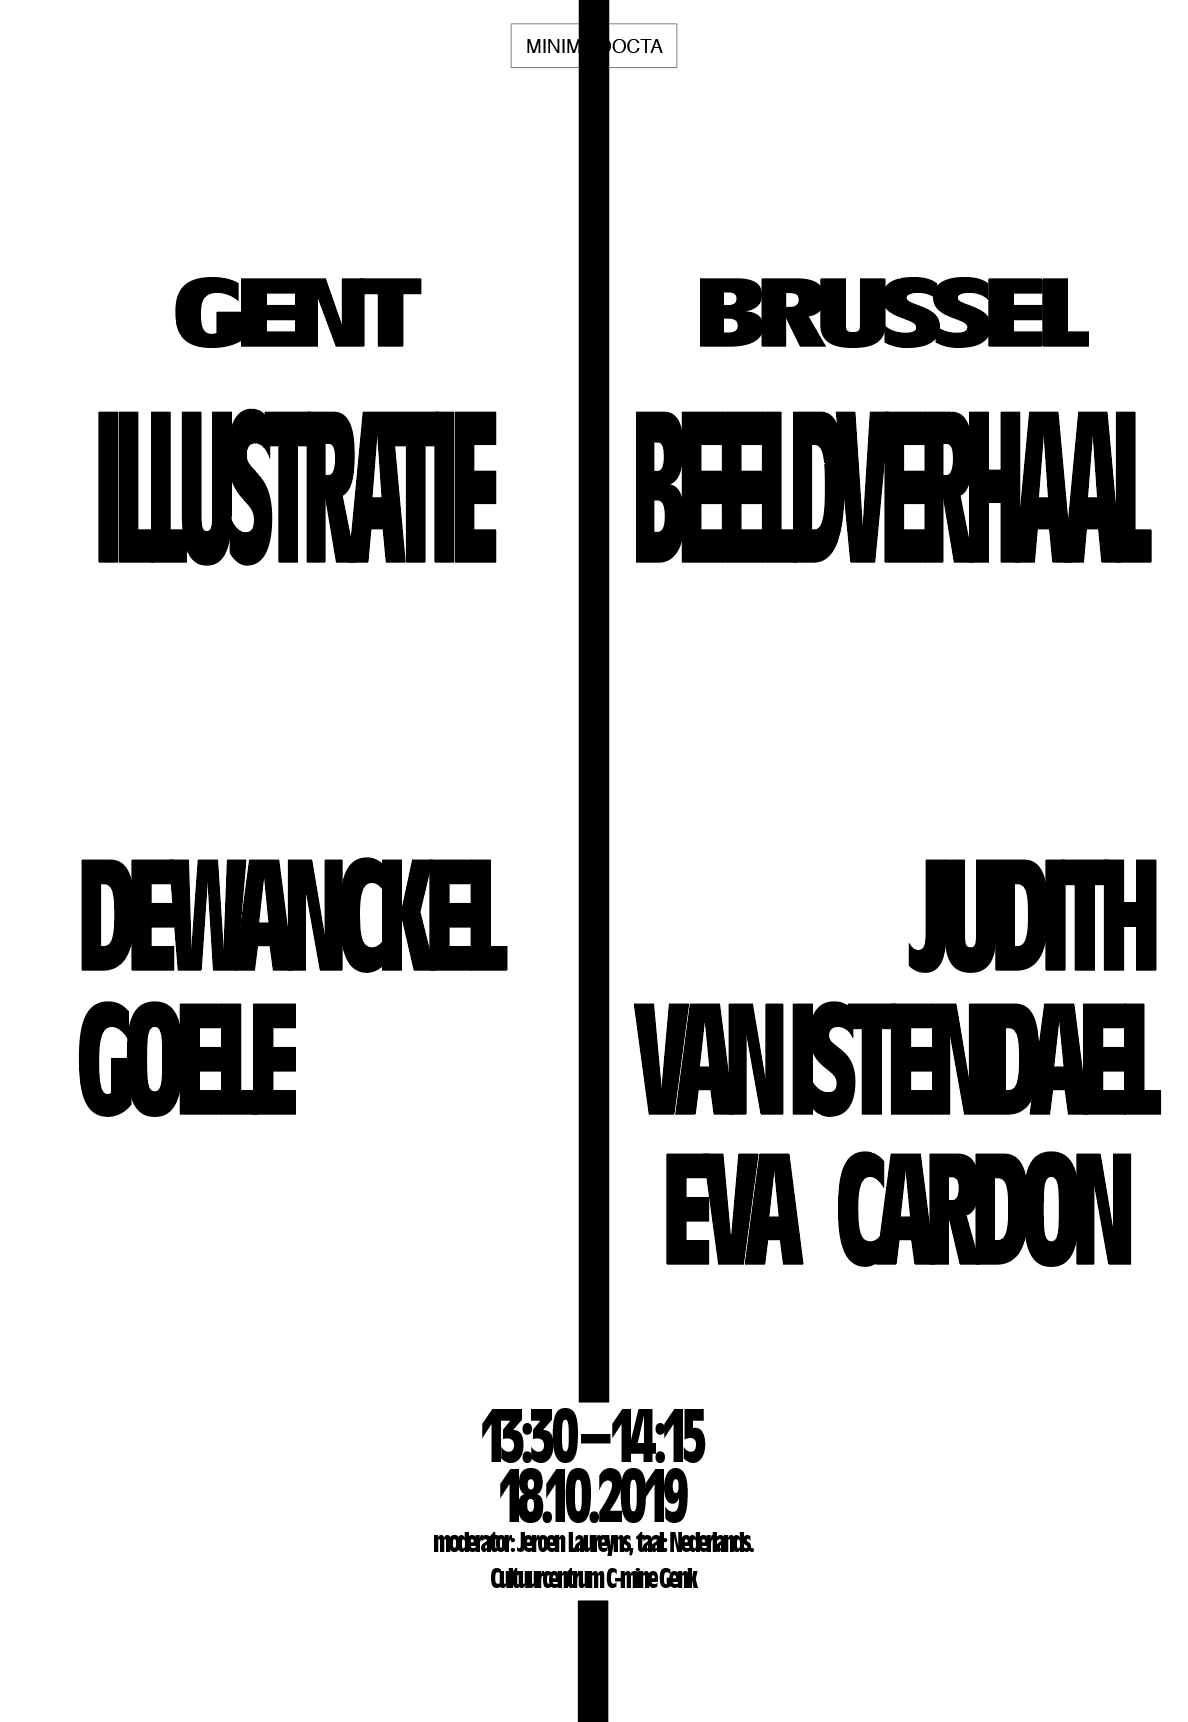 MINIM DOCTA
GENT
ILLUSTRATIE
DEWANCKEL
GOELE
BRUSSEL
BEELDVERHAAL
JUDITH
VAN ISTENDAEL
EVA CARDON
13:30–14:15
18.10.2019
moderator: Jeroen Laureyns, taal: Nederlands.
Cultuurcentrum C-mine Genk